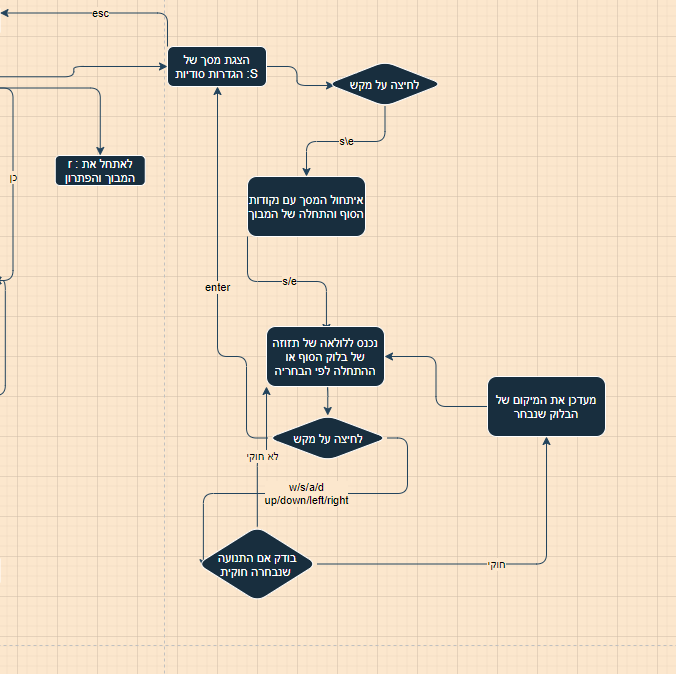 esc
הצגת מסך של
S: הגדרות סודיות
לחיצה על מקש
s\e
לאתחל את : r
המבוך והפתרון
כן
איתחול המסך עם נקודות
הסוף והתחלה של המבוך
enter
s/e
נכנס ללולאה של תזוזה
של בלוק הסוף או
ההתחלה לפי הבחריה
מעדכן את המיקום של
הבלוק שנבחר
לחיצה על מקש
לא חוקי
w/s/a/d
up/down/left/right
בודק אם התנועה
שנבחרה חוקית
חוקי